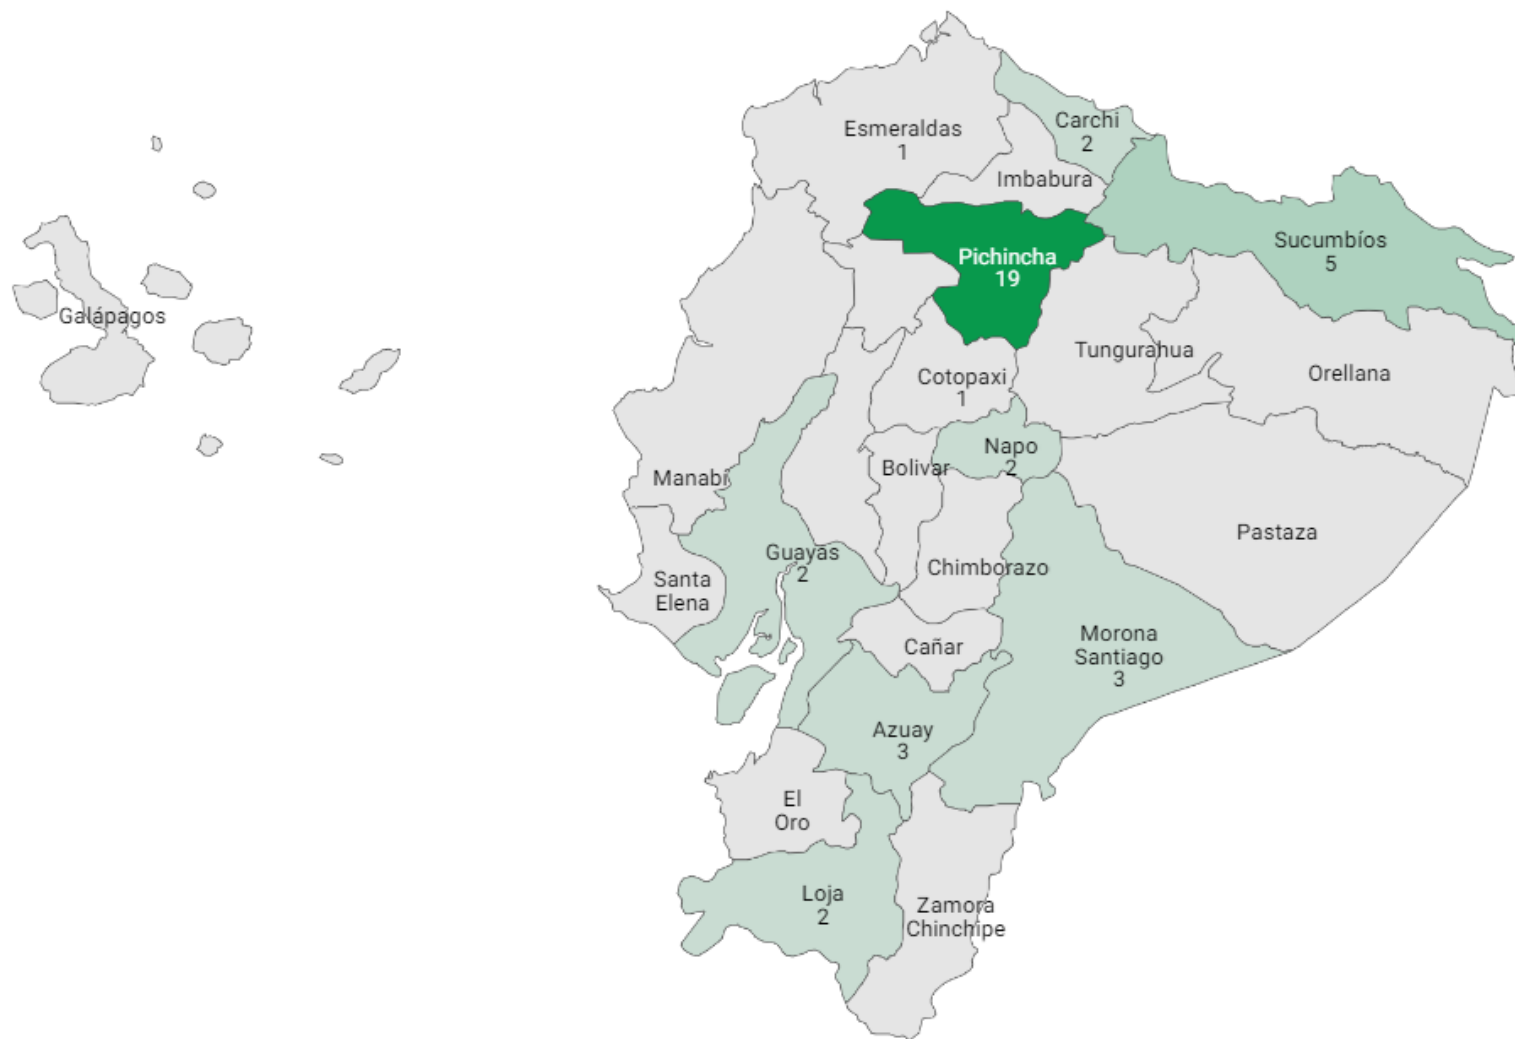 Esmeraldas
1
Carchi
2
Imbabura
Sucumbíos
5
Pichincha
19
Galápagos
Tungurahua
Orellana
Cotopaxi
1
Napo
2
Bolivar
Manabí
Pastaza
Guayas
2
Chimborazo
Santa
Elena
Cañar
Morona
Santiago
3
Azuay
3
El
Oro
Loja
2
Zamora
Chinchipe